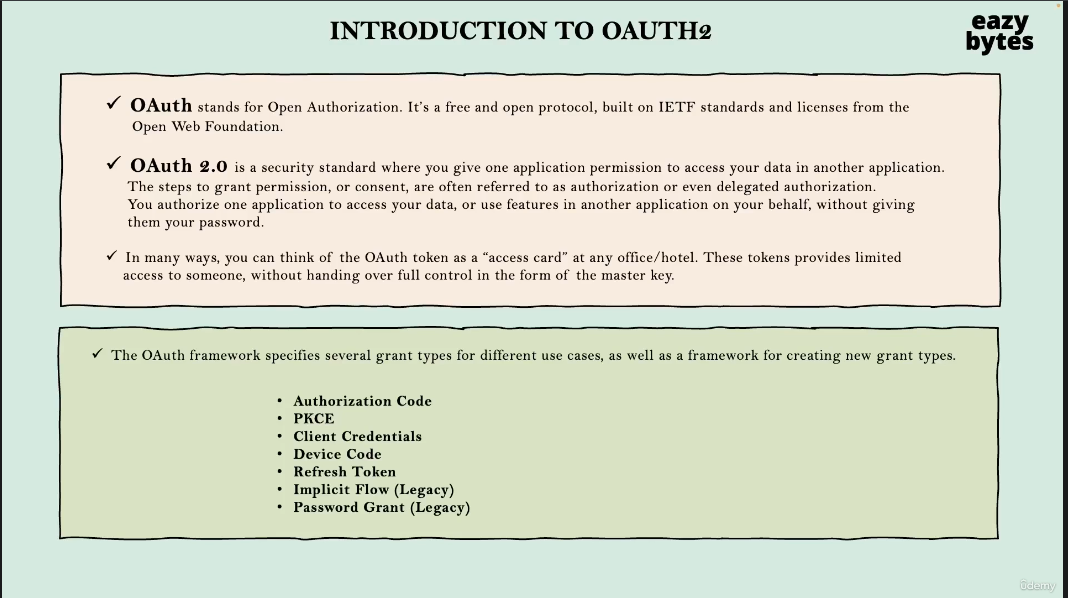 INTRODUCTION TO OAUTH2
eazy
bytes
✓ OAuth stands for Open Authorization. It's a free and open protocol, built on IETF standards and licenses from the
Open Web Foundation.
✓ OAuth 2.0 is a security standard where you give one application permission to access your data in another application.
The steps to grant permission, or consent, are often referred to as authorization or even delegated authorization.
You authorize one application to access your data, or use features in another application on your behalf, without giving
them your password.
✓ In many ways, you can think of the OAuth token as a “access card” at any office/hotel. These tokens provides limited
access to someone, without handing over full control in the form of the master key.
✓ The OAuth framework specifies several grant types for different use cases, as well as a framework for creating new grant types.
• Authorization Code
• PKCE
• Client Credentials
• Device Code
• Refresh Token
• Implicit Flow (Legacy)
• Password Grant (Legacy)
ûdemy